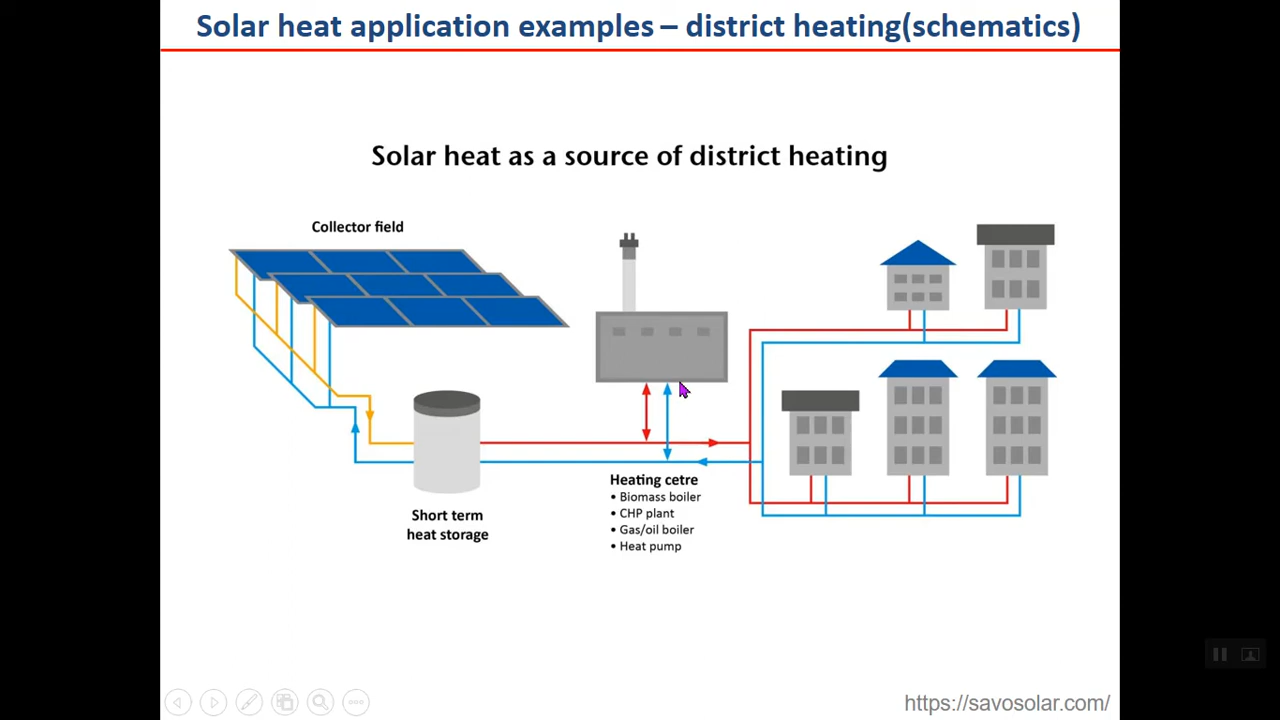 Solar heat application examples – district heating(schematics)
Solar heat as a source of district heating
Collector field
Short term
heat storage
Heating cetre
• Biomass boiler
• CHP plant
• Gas/oil boiler
• Heat pump
https://savosolar.com/